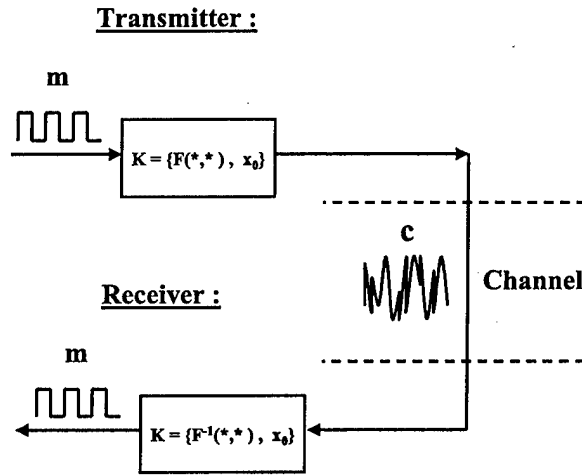 Transmitter :
m
K = {F(*,*) , x₀}
c
Channel
Receiver :
m
K = {F⁻¹(*,*) , x₀}